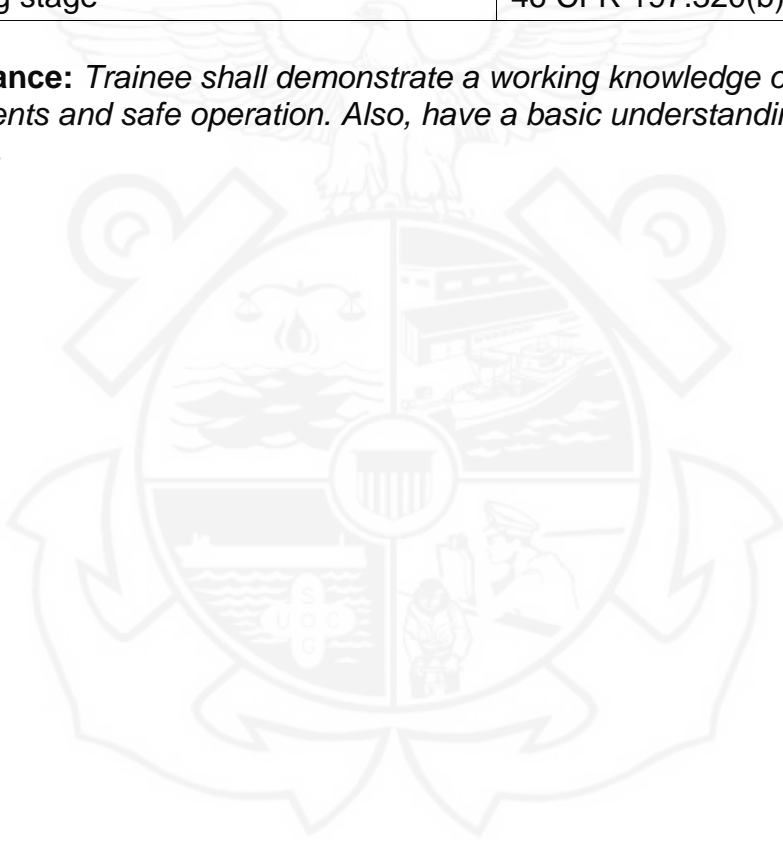 g stage
46 CFR 197.320(b)
ance: Trainee shall demonstrate a working knowledge o
ents and safe operation. Also, have a basic understandin